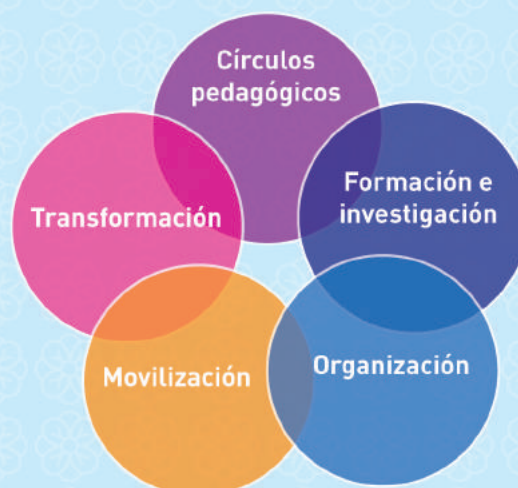 Círculos
pedagógicos
Formación e
investigación
Transformación
Organización
Movilización